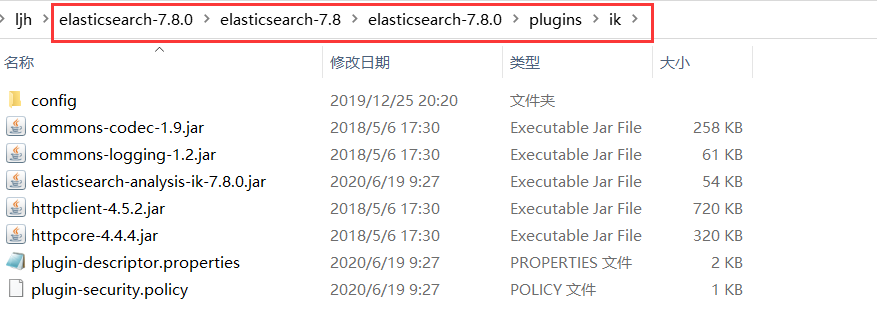 ljh > elasticsearch-7.8.0 > elasticsearch-7.8 > elasticsearch-7.8.0 > plugins > ik >
名称 修改日期 类型 大小
config 2019/12/25 20:20 文件夹
commons-codec-1.9.jar 2018/5/6 17:30 Executable Jar File 258 KB
commons-logging-1.2.jar 2018/5/6 17:30 Executable Jar File 61 KB
elasticsearch-analysis-ik-7.8.0.jar 2020/6/19 9:27 Executable Jar File 54 KB
httpclient-4.5.2.jar 2018/5/6 17:30 Executable Jar File 720 KB
httpcore-4.4.4.jar 2018/5/6 17:30 Executable Jar File 320 KB
plugin-descriptor.properties 2020/6/19 9:27 PROPERTIES 文件 2 KB
plugin-security.policy 2020/6/19 9:27 POLICY 文件 1 KB